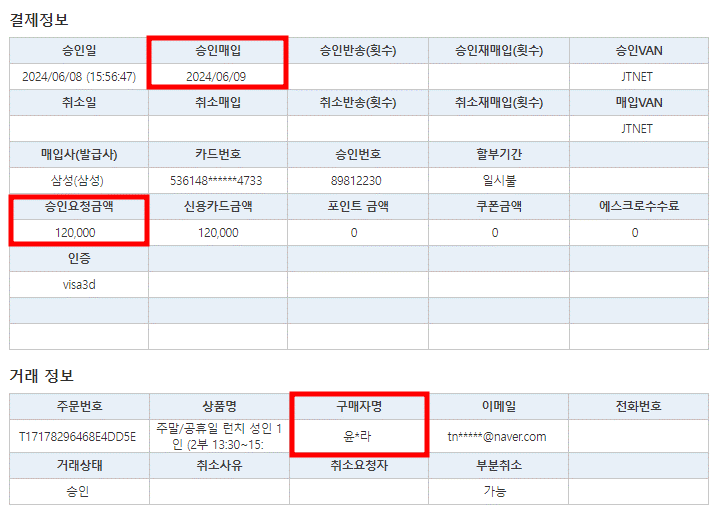 결제정보
승인일 승인매입 승인반송(횟수) 승인재매입(횟수) 승인VAN
2024/06/08 (15:56:47) 2024/06/09 JTNET
취소일 취소매입 취소반송(횟수) 취소재매입(횟수) 매입VAN
JTNET
매입사(발급사) 카드번호 승인번호 할부기간
삼성(삼성) 536148******4733 89812230 일시불
승인요청금액 신용카드금액 포인트 금액 쿠폰금액 에스크로수수료
120,000 120,000 0 0 0
인증
visa3d
거래 정보
주문번호 상품명 구매자명 이메일 전화번호
T17178296468E4DD5E 주말/공휴일 런치 성인 1
인 (2부 13:30~15: 윤*라 tn*****@naver.com
거래상태 취소사유 취소요청자 부분취소
승인 가능